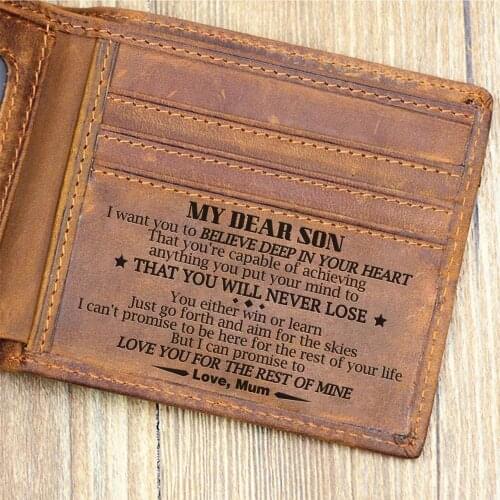 MY DEAR SON
I want you to BELIEVE DEEP IN YOUR HEART
That you're capable of achieving
anything you put your mind to
★ THAT YOU WILL NEVER LOSE ★
You either win or learn
Just go forth and aim for the skies
I can't promise to be here for the rest of your life
But I can promise to
LOVE YOU FOR THE REST OF MINE
Love, Mum